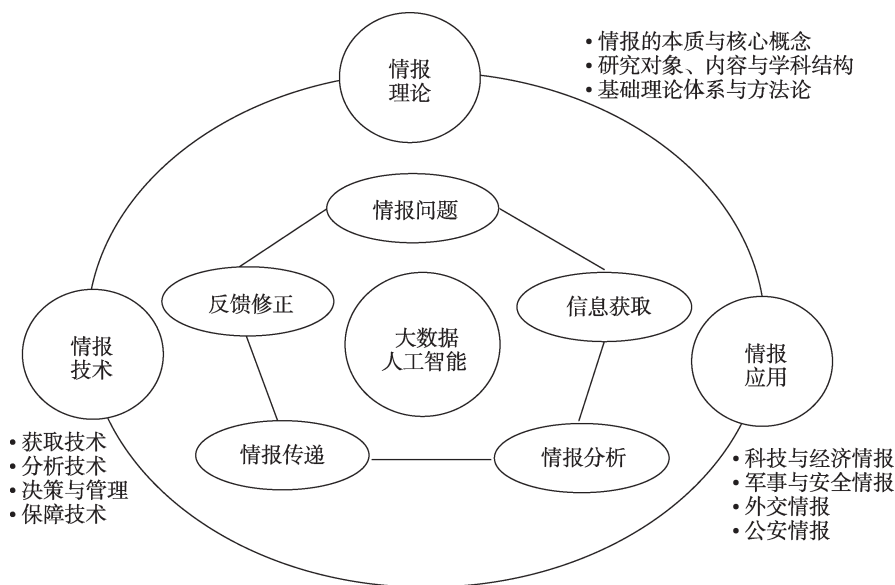 情报
理论
• 情报的本质与核心概念
• 研究对象、内容与学科结构
• 基础理论体系与方法论
情报问题
反馈修正
信息获取
大数据
人工智能
情报
技术
情报
应用
情报传递
情报分析
• 获取技术
• 分析技术
• 决策与管理
• 保障技术
• 科技与经济情报
• 军事与安全情报
• 外交情报
• 公安情报